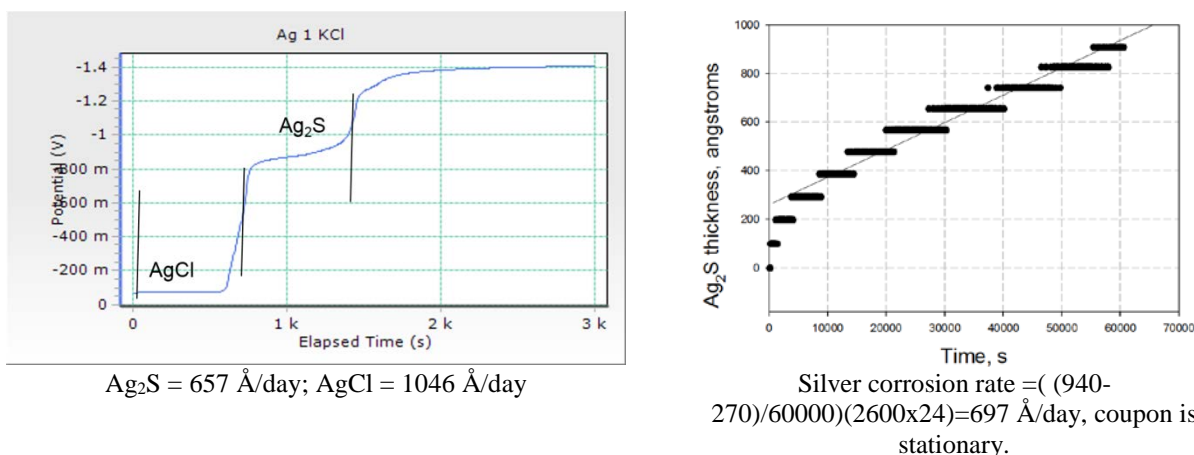 Ag 1 KCl
Potential (V)
-1.4
-1.2
-1
-800 m
-600 m
-400 m
-200 m
0
AgCl
Ag₂S
0
1 k
2 k
3 k
Elapsed Time (s)
Ag₂S = 657 Å/day; AgCl = 1046 Å/day
Ag₂S thickness, angstroms
1000
800
600
400
200
0
0
10000
20000
30000
40000
50000
60000
70000
Time, s
Silver corrosion rate =( (940-
270)/60000)(2600x24)=697 Å/day, coupon is
stationary.